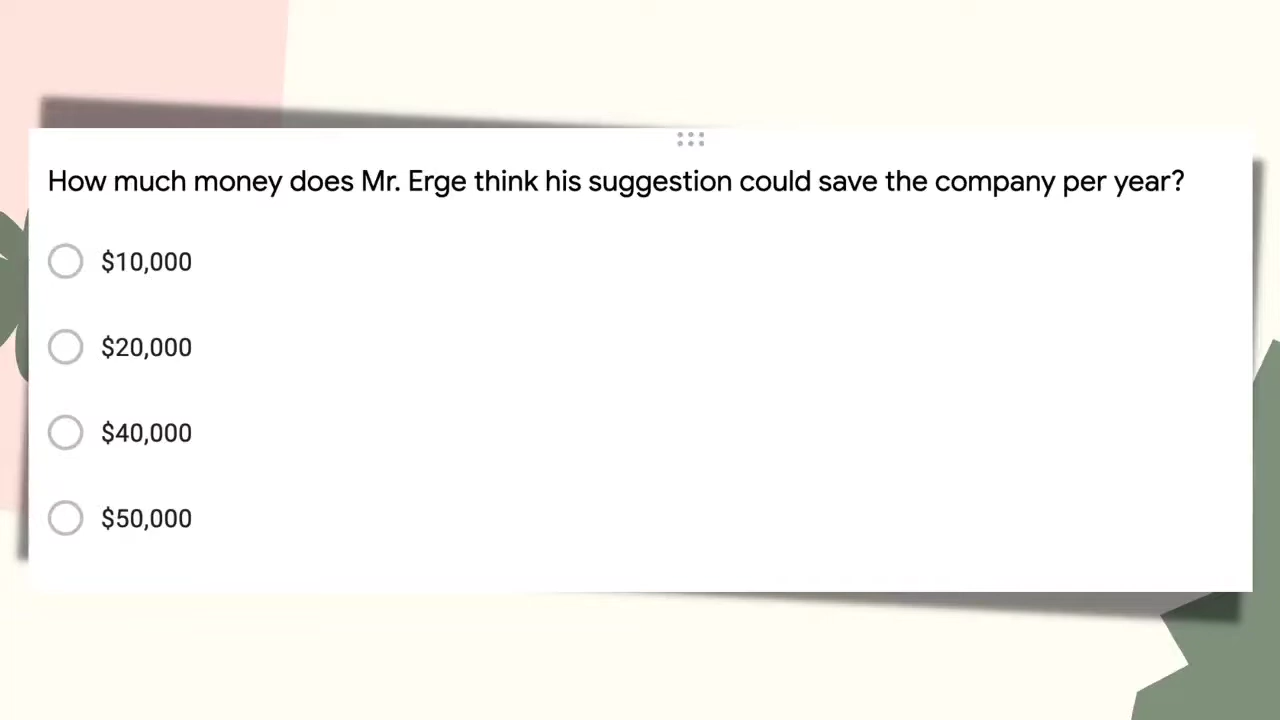 How much money does Mr. Erge think his suggestion could save the company per year?
$10,000
$20,000
$40,000
$50,000